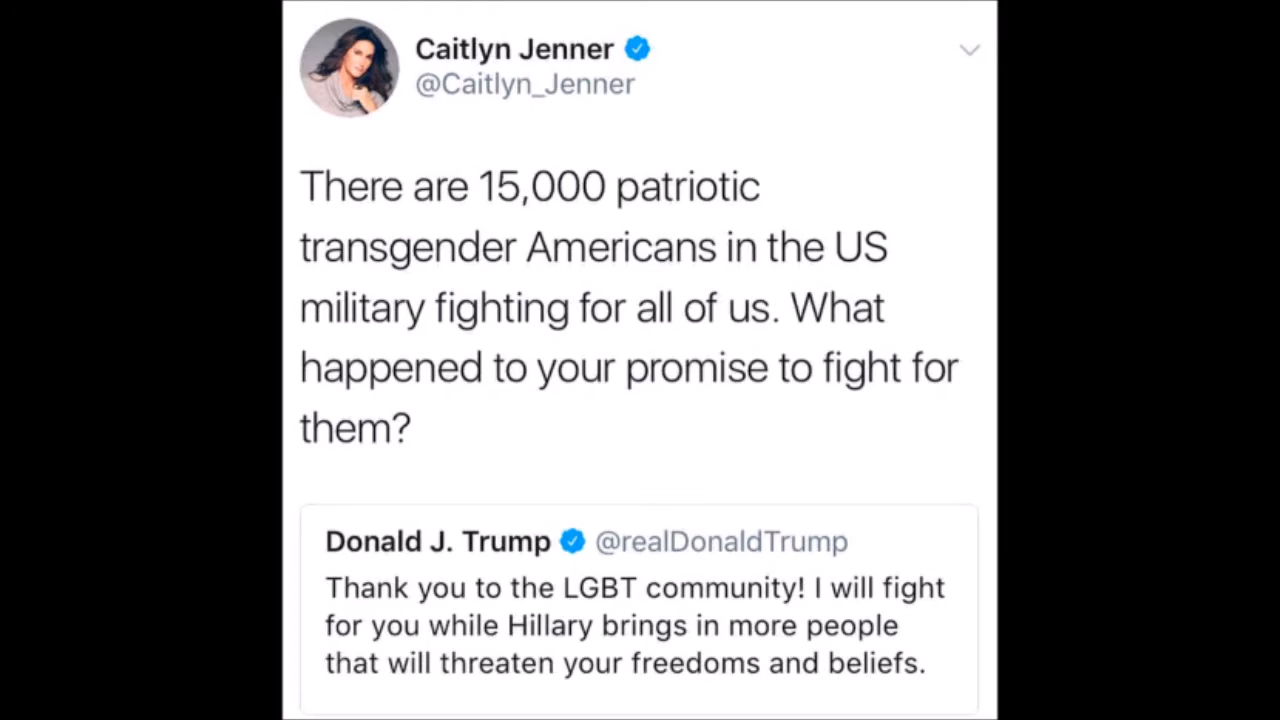 Caitlyn Jenner
@Caitlyn_Jenner
There are 15,000 patriotic
transgender Americans in the US
military fighting for all of us. What
happened to your promise to fight for
them?
Donald J. Trump @realDonaldTrump
Thank you to the LGBT community! I will fight
for you while Hillary brings in more people
that will threaten your freedoms and beliefs.